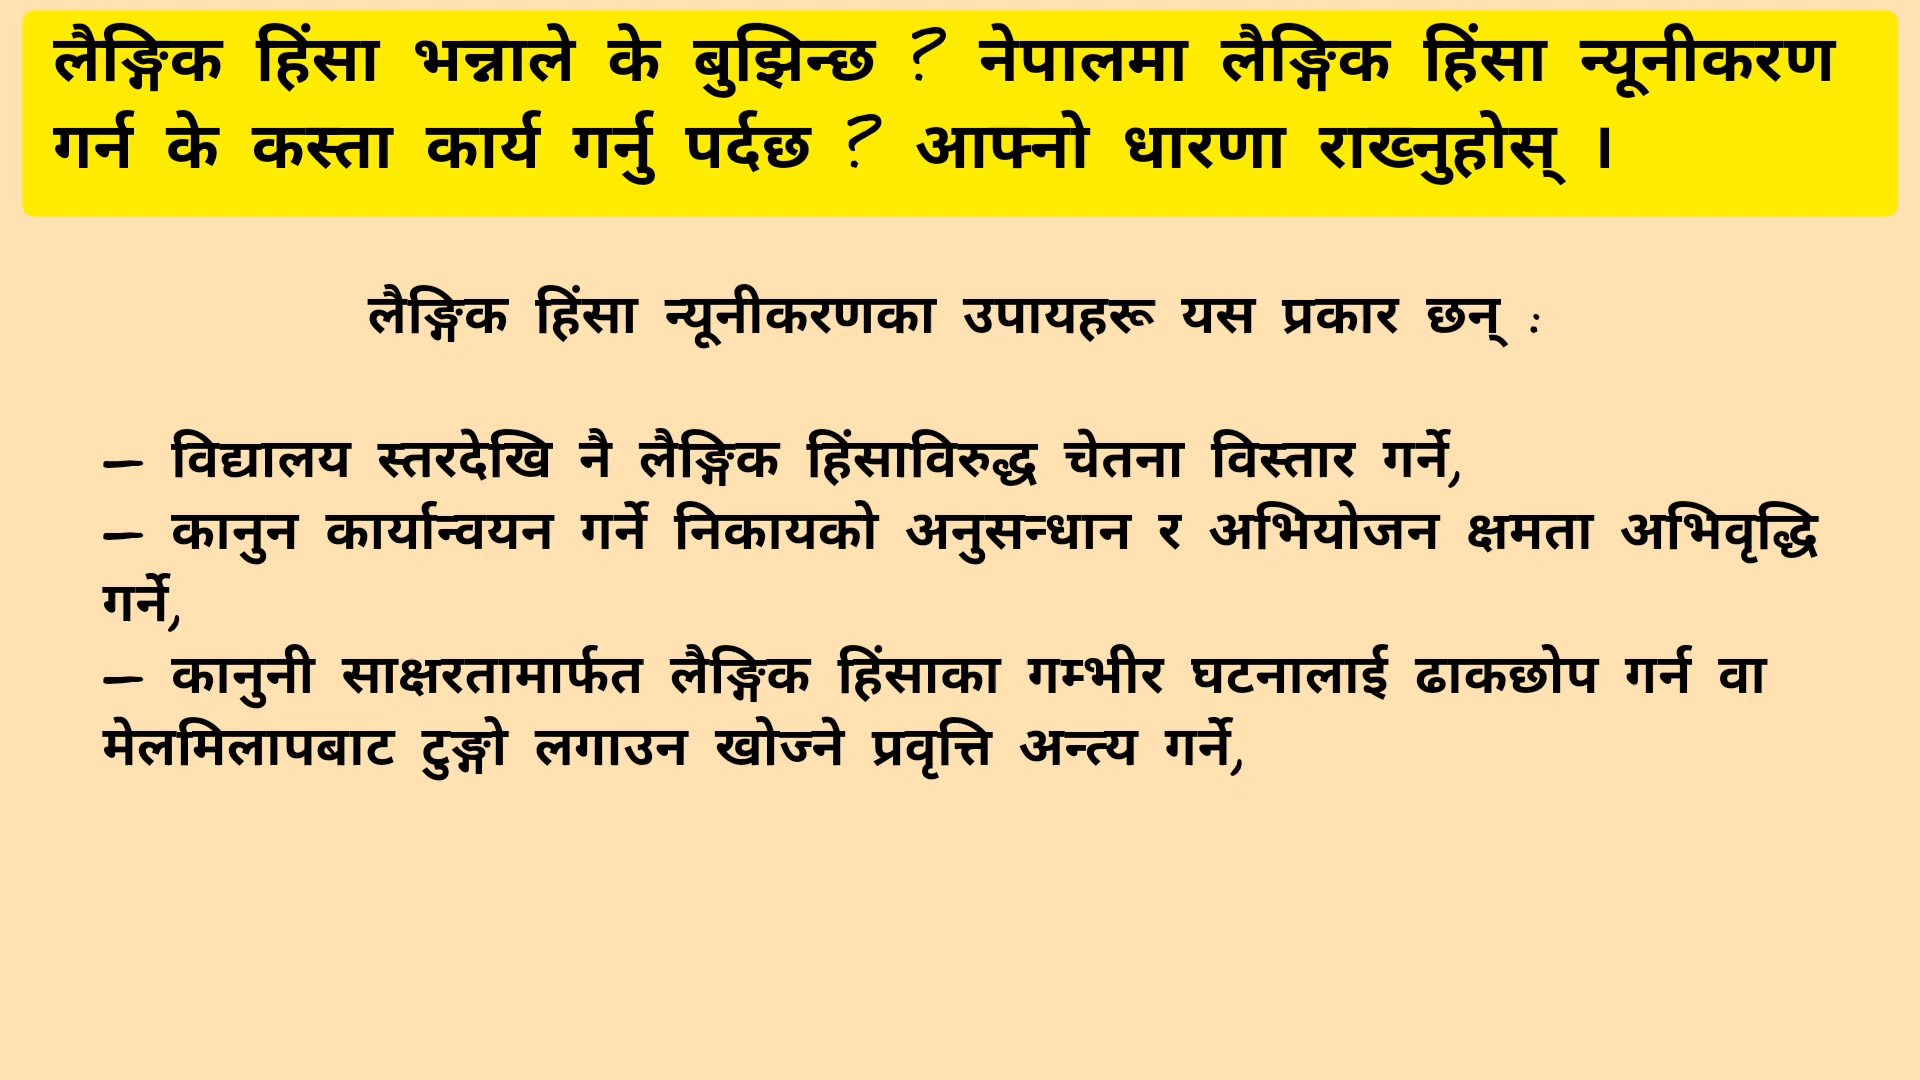 लैङ्गिक हिंसा भन्नाले के बुझिन्छ ? नेपालमा लैङ्गिक हिंसा न्यूनीकरण
गर्न के कस्ता कार्य गर्नु पर्दछ ? आफ्नो धारणा राख्नुहोस् ।
लैङ्गिक हिंसा न्यूनीकरणका उपायहरू यस प्रकार छन् :
– विद्यालय स्तरदेखि नै लैङ्गिक हिंसाविरुद्ध चेतना विस्तार गर्ने,
– कानुन कार्यान्वयन गर्ने निकायको अनुसन्धान र अभियोजन क्षमता अभिवृद्धि
गर्ने,
– कानुनी साक्षरतामार्फत लैङ्गिक हिंसाका गम्भीर घटनालाई ढाकछोप गर्न वा
मेलमिलापबाट टुङ्गो लगाउन खोज्ने प्रवृत्ति अन्त्य गर्ने,